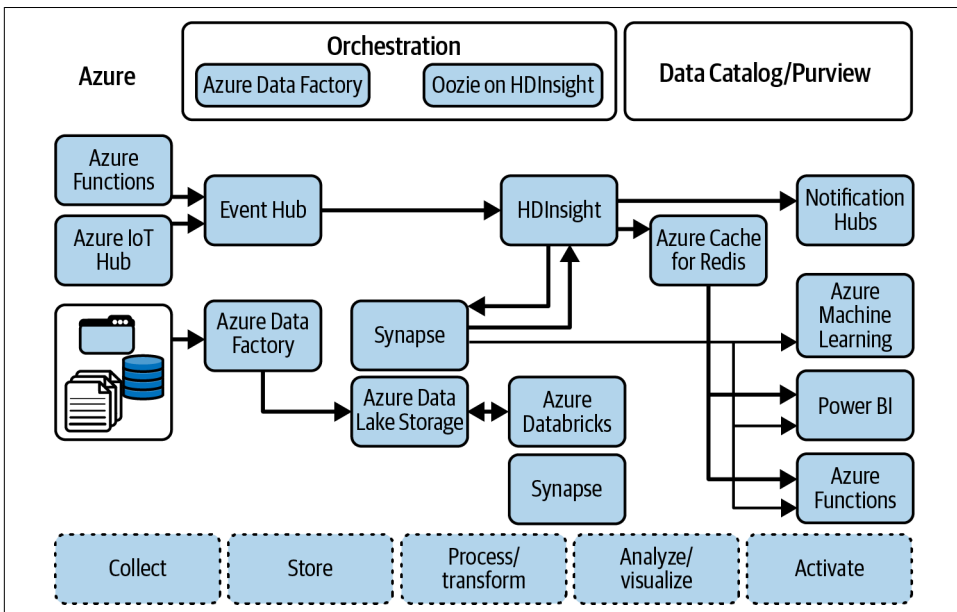 Azure
Orchestration
Azure Data Factory
Oozie on HDInsight
Data Catalog/Purview
Azure
Functions
Azure IoT
Hub
Event Hub
HDInsight
Notification
Hubs
Azure Cache
for Redis
Azure Data
Factory
Synapse
Azure
Machine
Learning
Azure Data
Lake Storage
Azure
Databricks
Power BI
Synapse
Azure
Functions
Collect
Store
Process/
transform
Analyze/
visualize
Activate